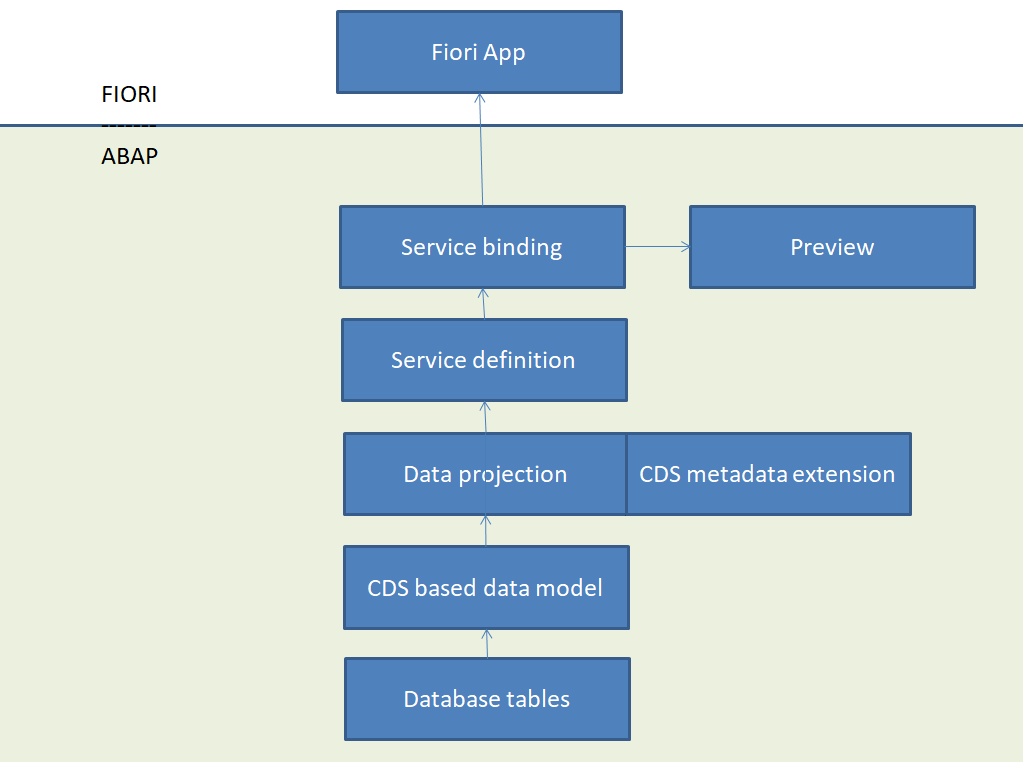 Fiori App
FIORI
-------
ABAP
Service binding
Preview
Service definition
Data projection
CDS metadata extension
CDS based data model
Database tables